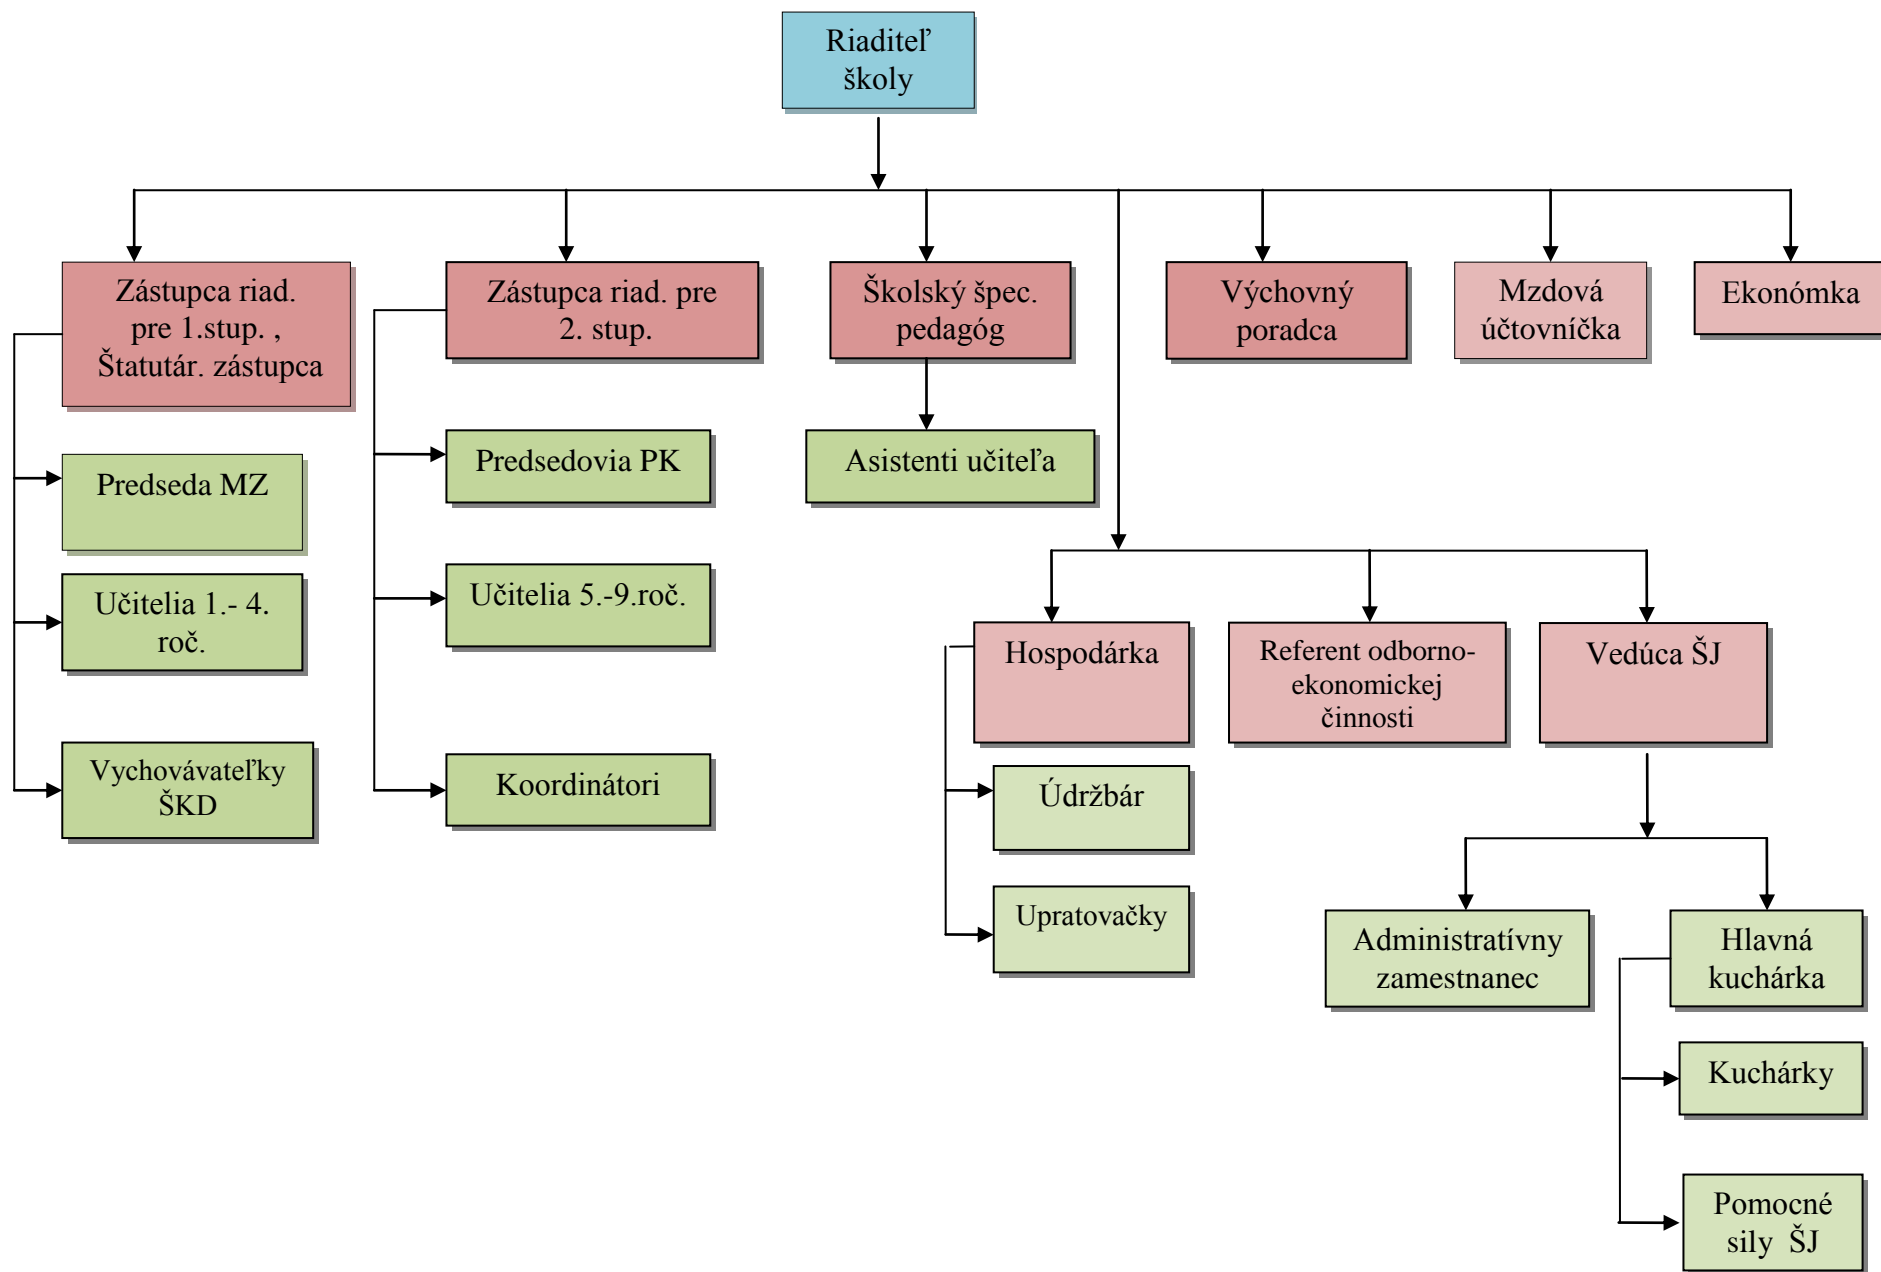 Riaditeľ
školy
Zástupca riad.
pre 1.stup. ,
Štatutár. zástupca
Zástupca riad. pre
2. stup.
Školský špec.
pedagóg
Výchovný
poradca
Mzdová
účtovníčka
Ekonómka
Predseda MZ
Predsedovia PK
Asistenti učiteľa
Učitelia 1.- 4.
roč.
Učitelia 5.-9.roč.
Hospodárka
Referent odborno-
ekonomickej
činnosti
Vedúca ŠJ
Vychovávateľky
ŠKD
Koordinátori
Údržbár
Upratovačky
Administratívny
zamestnanec
Hlavná
kuchárka
Kuchárky
Pomocné
sily  ŠJ